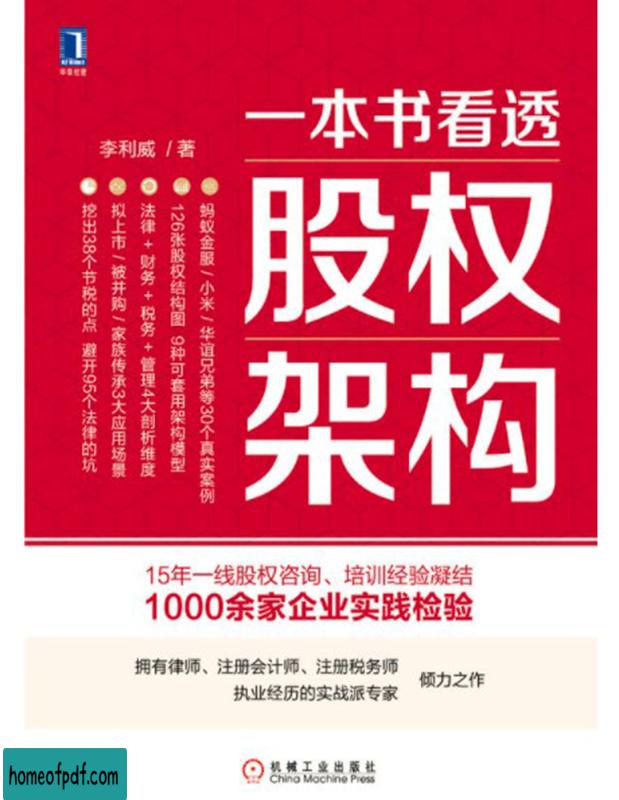 华章经管
一本书看透
股权
架构
李利威 / 著
蚂蚁金服/小米/华谊兄弟等30个真实案例
126张股权结构图 9种可套用架构模型
法律+财务+税务+管理4大剖析维度
拟上市/被并购/家族传承3大应用场景
挖出38个节税的点 避开95个法律的坑
15年一线股权咨询、培训经验凝结
1000余家企业实践检验
拥有律师、注册会计师、注册税务师
执业经历的实战派专家
倾力之作
机械工业出版社
China Machine Press
homeofpdf.com